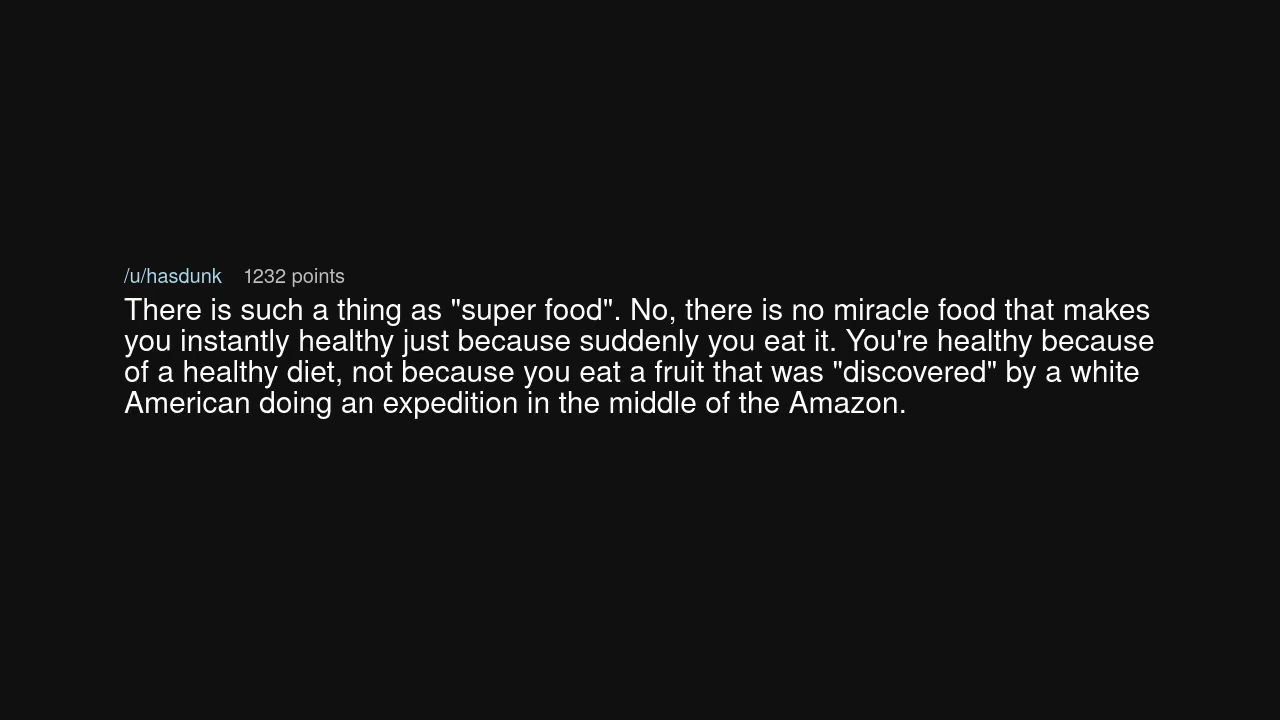 /u/hasdunk 1232 points
There is such a thing as "super food". No, there is no miracle food that makes
you instantly healthy just because suddenly you eat it. You're healthy because
of a healthy diet, not because you eat a fruit that was "discovered" by a white
American doing an expedition in the middle of the Amazon.